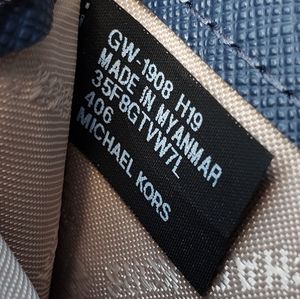 GW-1908 H19
MADE IN MYANMAR
35F8GTVW7L
406
MICHAEL KORS